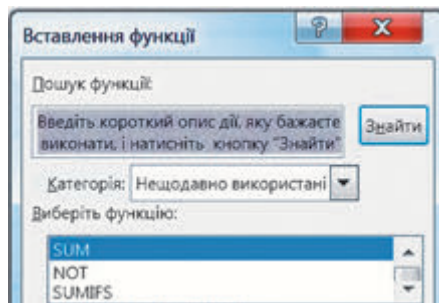 Вставлення функції
Пошук функції:
Введіть короткий опис дії, яку бажаєте
виконати, і натисніть кнопку "Знайти"
Знайти
Категорія: Нещодавно використані
Виберіть функцію:
SUM
NOT
SUMIFS